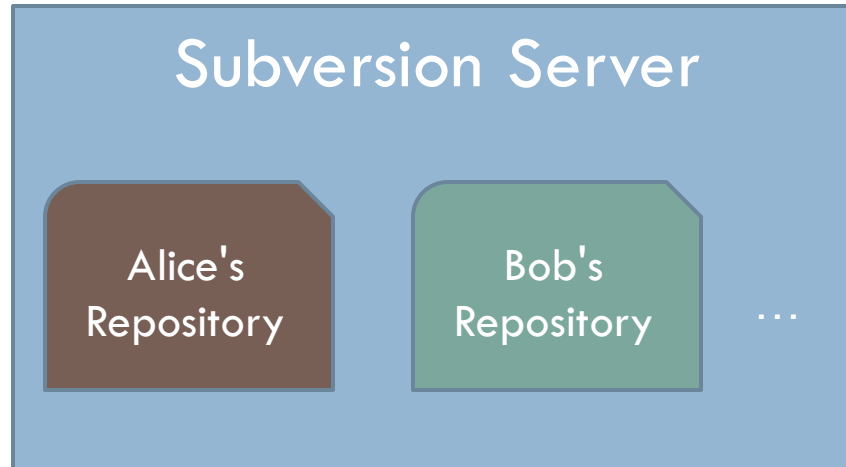 Subversion Server
Alice's
Repository
Bob's
Repository
…